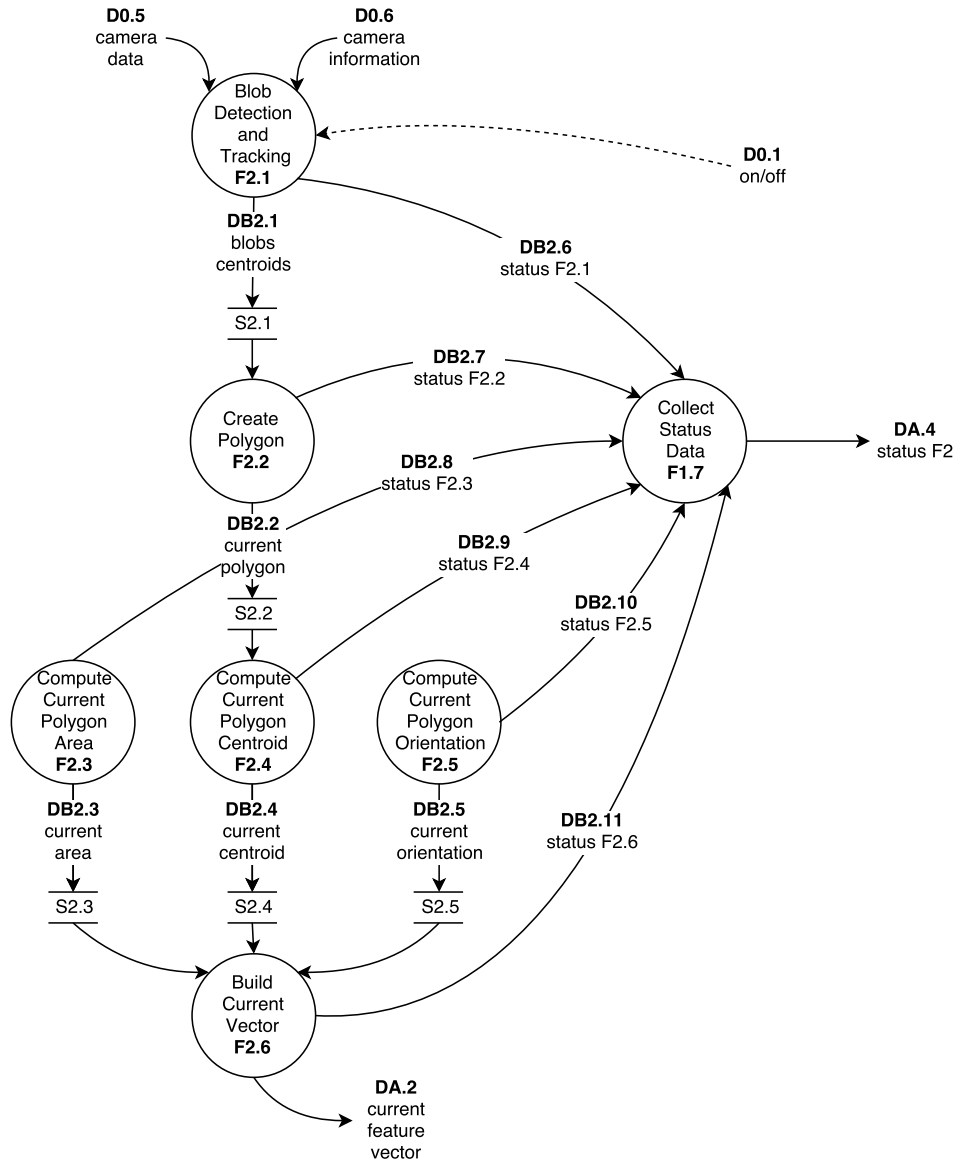 D0.5
camera
data
D0.6
camera
information
Blob
Detection
and
Tracking
F2.1
D0.1
on/off
DB2.1
blobs
centroids
DB2.6
status F2.1
S2.1
DB2.7
status F2.2
Create
Polygon
F2.2
Collect
Status
Data
F1.7
DA.4
status F2
DB2.8
status F2.3
DB2.2
current
polygon
DB2.9
status F2.4
S2.2
DB2.10
status F2.5
Compute
Current
Polygon
Area
F2.3
Compute
Current
Polygon
Centroid
F2.4
Compute
Current
Polygon
Orientation
F2.5
DB2.3
current
area
DB2.4
current
centroid
DB2.5
current
orientation
DB2.11
status F2.6
S2.3
S2.4
S2.5
Build
Current
Vector
F2.6
DA.2
current
feature
vector